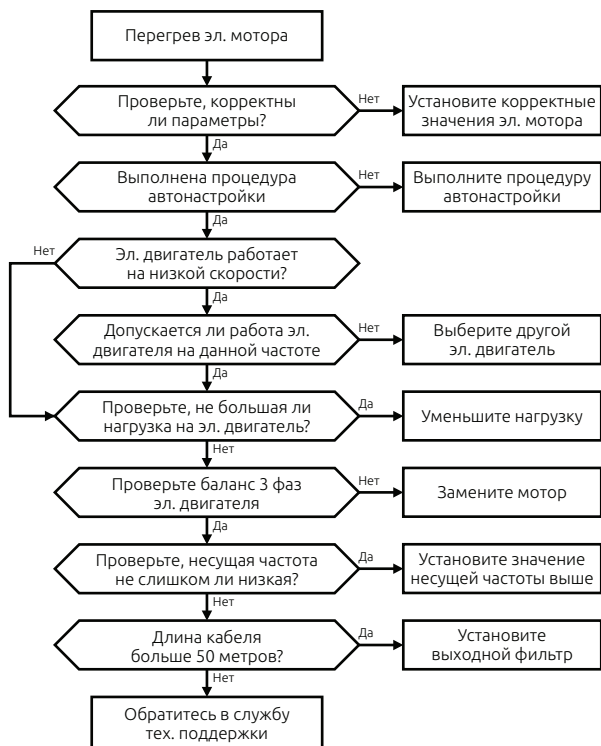 Перегрев эл. мотора
Проверьте, корректны
ли параметры?
Нет
Установите корректные
значения эл. мотора
Да
Выполнена процедура
автонастройки
Нет
Выполните процедуру
автонастройки
Да
Нет
Эл. двигатель работает
на низкой скорости?
Да
Допускается ли работа эл.
двигателя на данной частоте
Нет
Выберите другой
эл. двигатель
Да
Проверьте, не большая ли
нагрузка на эл. двигатель?
Да
Уменьшите нагрузку
Нет
Проверьте баланс 3 фаз
эл. двигателя
Нет
Замените мотор
Да
Проверьте, несущая частота
не слишком ли низкая?
Да
Установите значение
несущей частоты выше
Нет
Длина кабеля
больше 50 метров?
Да
Установите
выходной фильтр
Нет
Обратитесь в службу
тех. поддержки